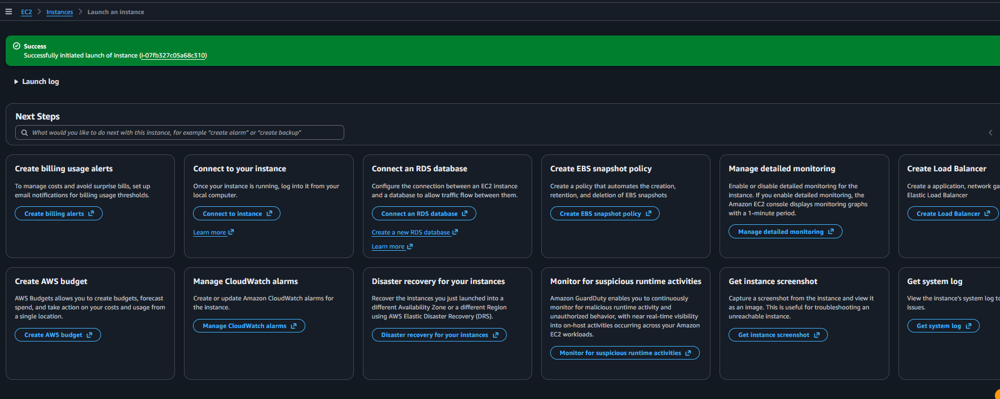 EC2 > Instances > Launch an instance
Success
Successfully initiated launch of instance (i-07fb327c05a68c310)
Launch log
Next Steps
What would you like to do next with this instance, for example "create alarm" or "create backup"
Create billing usage alerts
To manage costs and avoid surprise bills, set up
email notifications for billing usage thresholds.
Create billing alerts
Connect to your instance
Once your instance is running, log into it from your
local computer.
Connect to instance
Learn more
Connect an RDS database
Configure the connection between an EC2 instance
and a database to allow traffic flow between them.
Connect an RDS database
Create a new RDS database
Learn more
Create EBS snapshot policy
Create a policy that automates the creation,
retention, and deletion of EBS snapshots
Create EBS snapshot policy
Manage detailed monitoring
Enable or disable detailed monitoring for the
instance. If you enable detailed monitoring, the
Amazon EC2 console displays monitoring graphs
with a 1-minute period.
Manage detailed monitoring
Create Load Balancer
Create a application, network ga
Elastic Load Balancer
Create Load Balancer
Create AWS budget
AWS Budgets allows you to create budgets, forecast
spend, and take action on your costs and usage from
a single location.
Create AWS budget
Manage CloudWatch alarms
Create or update Amazon CloudWatch alarms for
the instance.
Manage CloudWatch alarms
Disaster recovery for your instances
Recover the instances you just launched into a
different Availability Zone or a different Region
using AWS Elastic Disaster Recovery (DRS).
Disaster recovery for your instances
Monitor for suspicious runtime activities
Amazon GuardDuty enables you to continuously
monitor for malicious runtime activity and
unauthorized behavior, with near real-time visibility
into on-host activities occurring across your Amazon
EC2 workloads.
Monitor for suspicious runtime activities
Get instance screenshot
Capture a screenshot from the instance and view it
as an image. This is useful for troubleshooting an
unreachable instance.
Get instance screenshot
Get system log
View the instance's system log to
issues.
Get system log